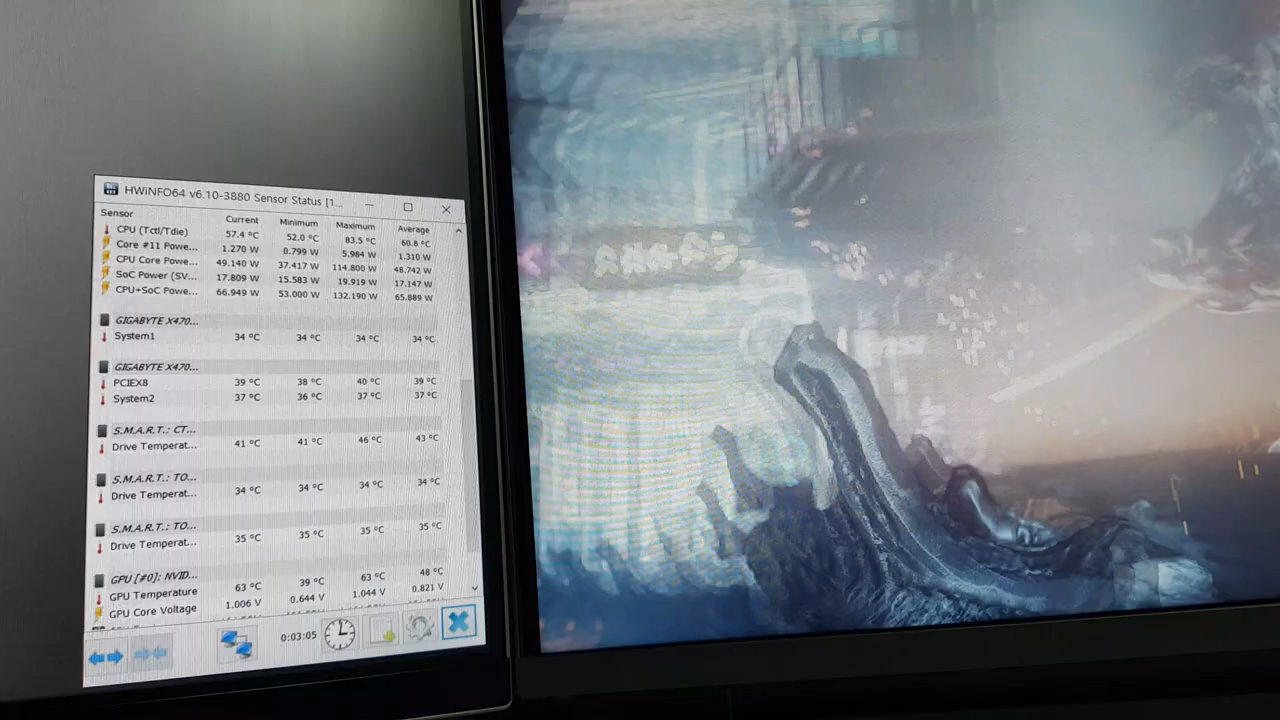 HWiNFO64 v6.10-3880 Sensor Status [1...
Sensor Current Minimum Maximum Average
CPU (Tctl/Tdie) 57.4 °C 52.0 °C 83.5 °C 60.8 °C
Core #11 Powe... 1.270 W 0.799 W 5.984 W 1.310 W
CPU Core Powe... 49.140 W 37.417 W 114.800 W 48.742 W
SoC Power (SV... 17.809 W 15.583 W 19.919 W 17.147 W
CPU+SoC Powe... 66.949 W 53.000 W 132.190 W 65.889 W
GIGABYTE X470...
System1 34 °C 34 °C 34 °C 34 °C
GIGABYTE X470...
PCIEX8 39 °C 38 °C 40 °C 39 °C
System2 37 °C 36 °C 37 °C 37 °C
S.M.A.R.T.: CT...
Drive Temperat... 41 °C 41 °C 46 °C 43 °C
S.M.A.R.T.: TO...
Drive Temperat... 34 °C 34 °C 34 °C 34 °C
S.M.A.R.T.: TO...
Drive Temperat... 35 °C 35 °C 35 °C 35 °C
GPU [#0]: NVID...
GPU Temperature 63 °C 39 °C 63 °C 48 °C
GPU Core Voltage 1.006 V 0.644 V 1.044 V 0.821 V
0:03:05